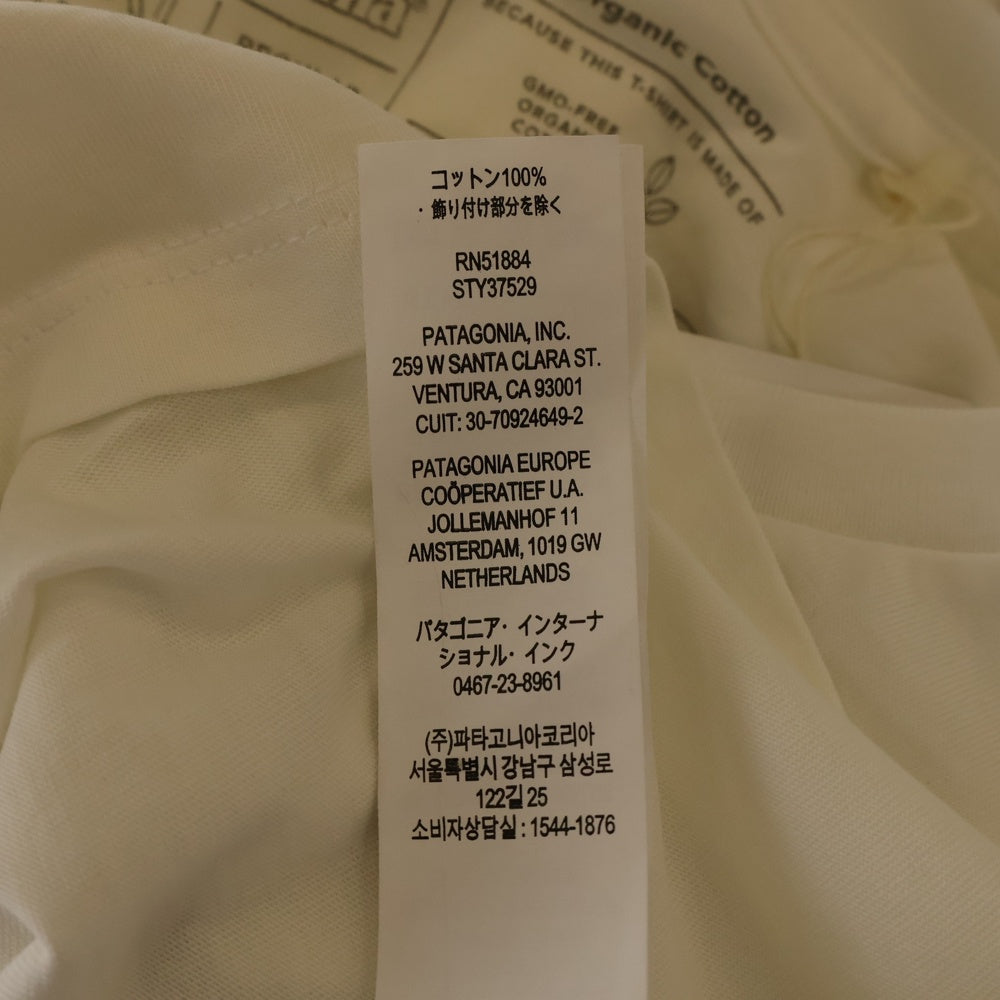 Organic Cotton
BECAUSE THIS T-SHIRT IS MADE OF
GMO-FREE
コットン100%
・飾り付け部分を除く
RN51884
STY37529
PATAGONIA, INC.
259 W SANTA CLARA ST.
VENTURA, CA 93001
CUIT: 30-70924649-2
PATAGONIA EUROPE
COÖPERATIEF U.A.
JOLLEMANHOF 11
AMSTERDAM, 1019 GW
NETHERLANDS
パタゴニア・インターナ
ショナル・インク
0467-23-8961
(주)파타고니아코리아
서울특별시 강남구 삼성로
122길 25
소비자상담실 : 1544-1876